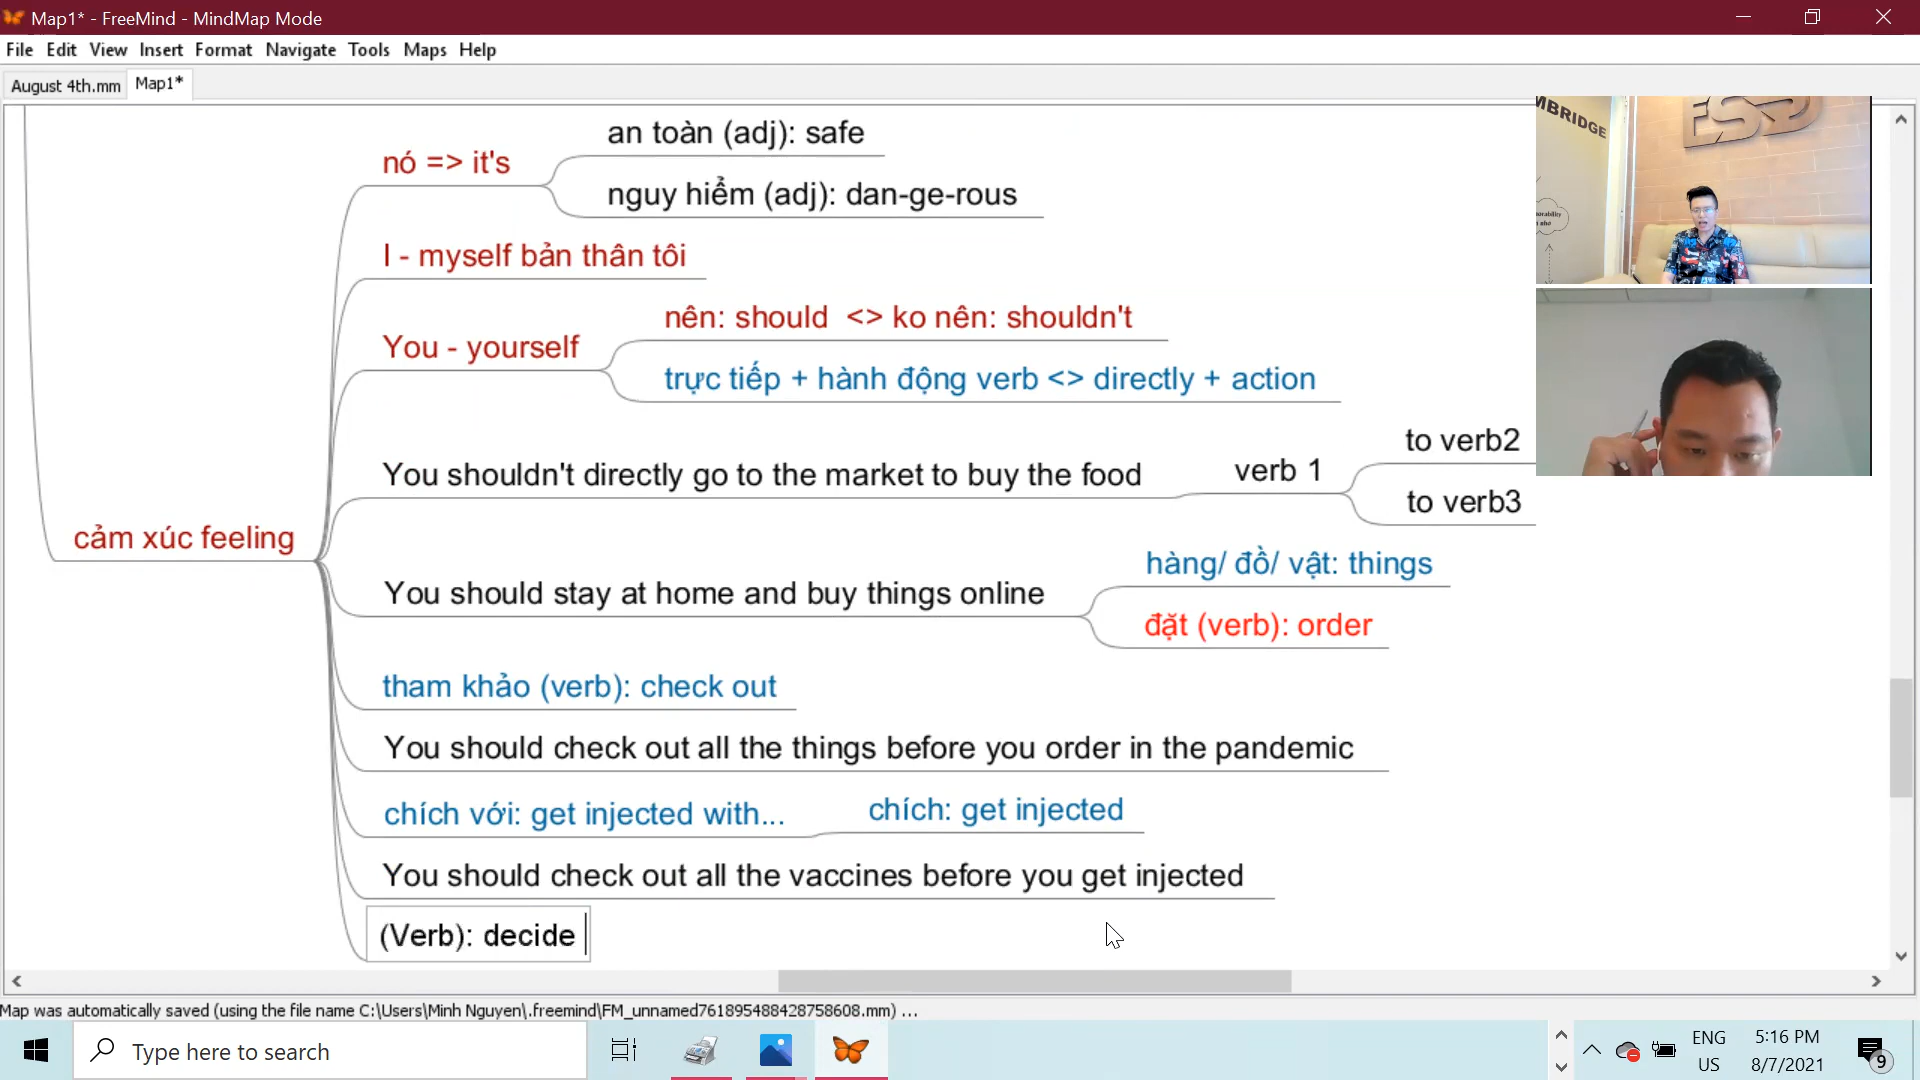 Map1* - FreeMind - MindMap Mode
File Edit View Insert Format Navigate Tools Maps Help
August 4th.mm Map1*
an toàn (adj): safe
nó => it's
nguy hiểm (adj): dan-ge-rous
I - myself bản thân tôi
nên: should <> ko nên: shouldn't
You - yourself
trực tiếp + hành động verb <> directly + action
to verb2
You shouldn't directly go to the market to buy the food
verb 1
to verb3
cảm xúc feeling
hàng/ đồ/ vật: things
You should stay at home and buy things online
đặt (verb): order
tham khảo (verb): check out
You should check out all the things before you order in the pandemic
chích với: get injected with...
chích: get injected
You should check out all the vaccines before you get injected
(Verb): decide
MBRIDGE
ESD
Map was automatically saved (using the file name C:\Users\Minh Nguyen\.freemind\FM_unnamed761895488428758608.mm) ...
Type here to search
ENG
US
5:16 PM
8/7/2021
9